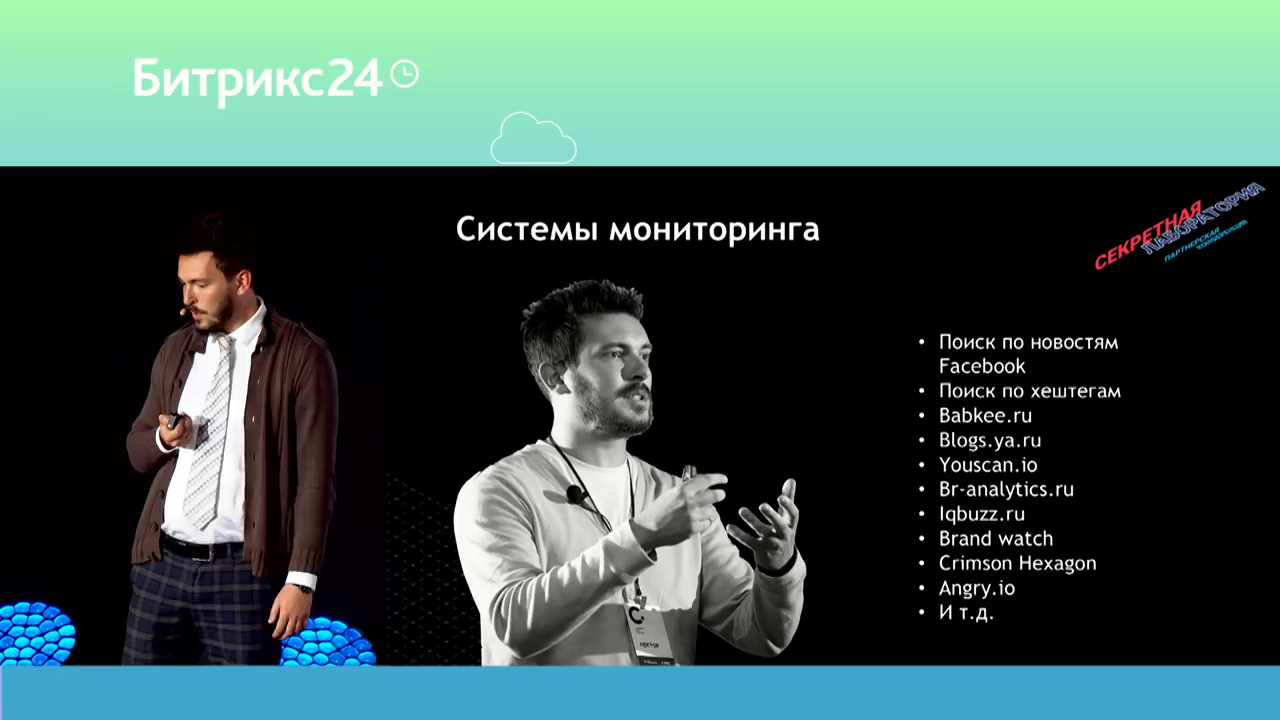 Битрикс24
Системы мониторинга
СЕКРЕТНАЯ
ЛАБОРАТОРИЯ
ПАРТНЕРСКАЯ
КОНФЕРЕНЦИЯ
• Поиск по новостям
Facebook
• Поиск по хештегам
• Babkee.ru
• Blogs.ya.ru
• Youscan.io
• Br-analytics.ru
• Iqbuzz.ru
• Brand watch
• Crimson Hexagon
• Angry.io
• И т.д.
ЛЕКТОР